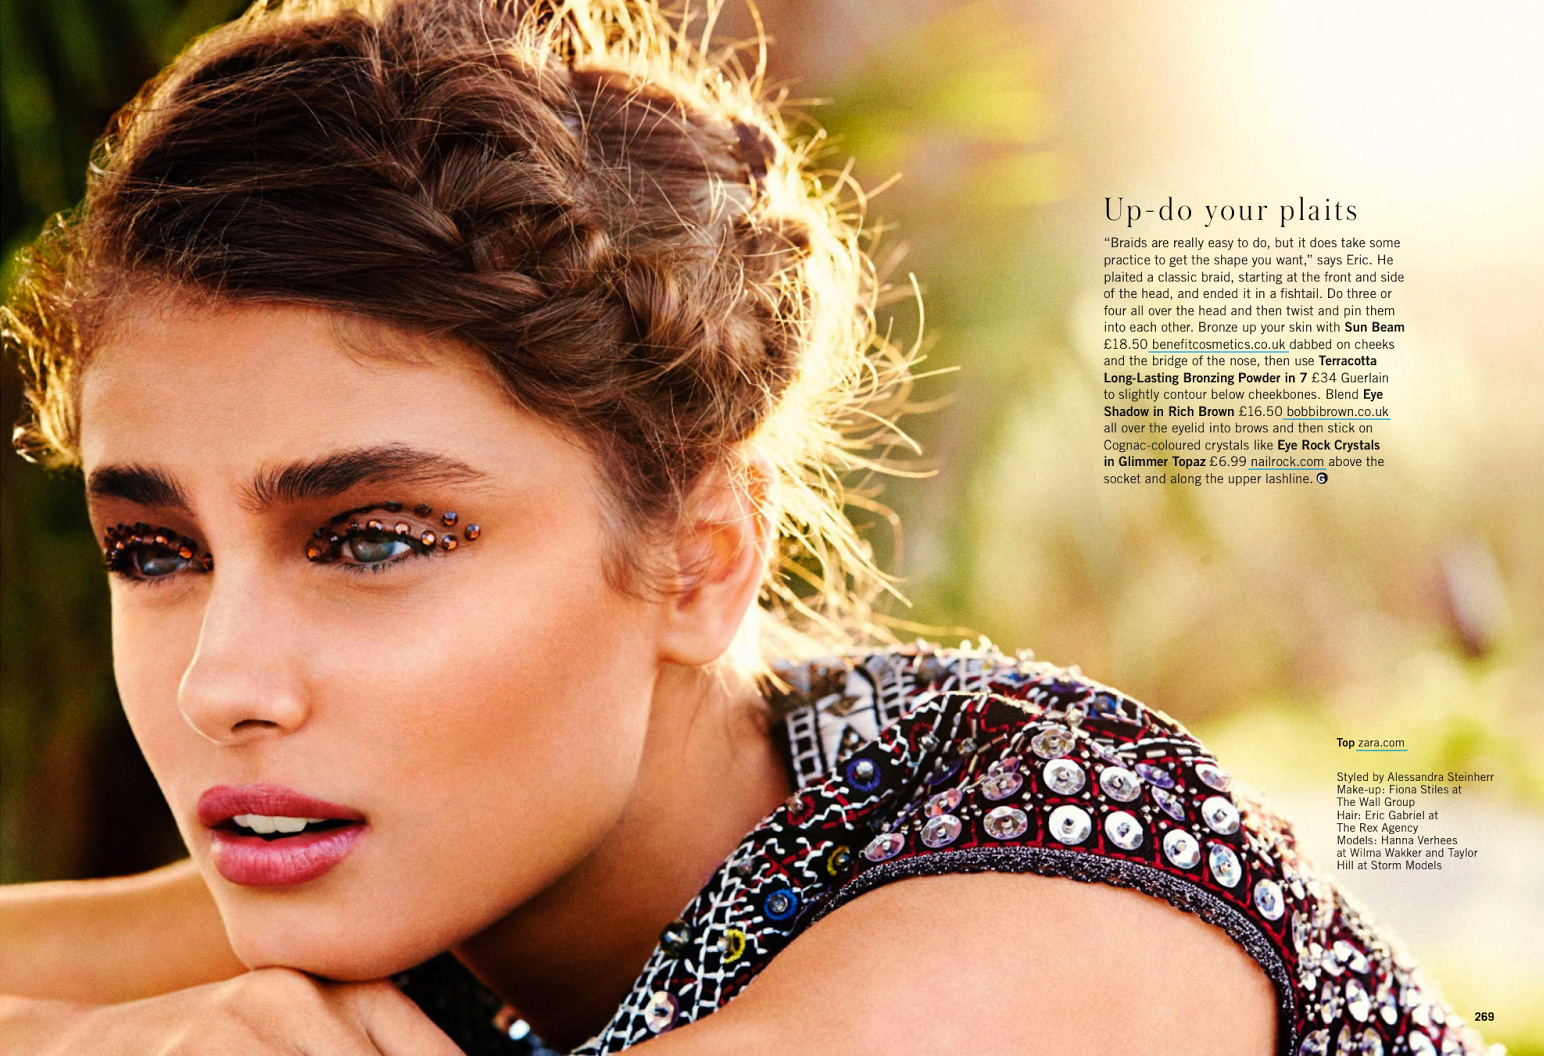 Up-do your plaits
“Braids are really easy to do, but it does take some
practice to get the shape you want,” says Eric. He
plaited a classic braid, starting at the front and side
of the head, and ended it in a fishtail. Do three or
four all over the head and then twist and pin them
into each other. Bronze up your skin with Sun Beam
£18.50 benefitcosmetics.co.uk dabbed on cheeks
and the bridge of the nose, then use Terracotta
Long-Lasting Bronzing Powder in 7 £34 Guerlain
to slightly contour below cheekbones. Blend Eye
Shadow in Rich Brown £16.50 bobbibrown.co.uk
all over the eyelid into brows and then stick on
Cognac-coloured crystals like Eye Rock Crystals
in Glimmer Topaz £6.99 nailrock.com above the
socket and along the upper lashline. G
Top zara.com
Styled by Alessandra Steinherr
Make-up: Fiona Stiles at
The Wall Group
Hair: Eric Gabriel at
The Rex Agency
Models: Hanna Verhees
at Wilma Wakker and Taylor
Hill at Storm Models
269